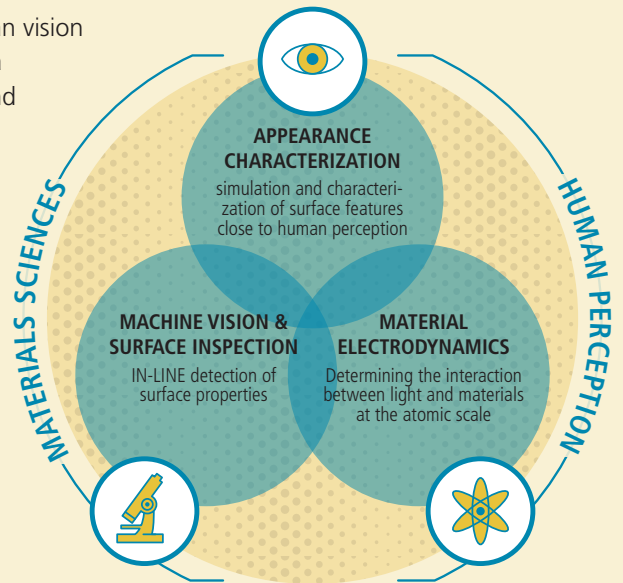 n vision
nd
APPEARANCE
CHARACTERIZATION
simulation and characteri-
zation of surface features
close to human perception
MATERIALS SCIENCES
HUMAN PERCEPTION
MACHINE VISION &
SURFACE INSPECTION
IN-LINE detection of
surface properties
MATERIAL
ELECTRODYNAMICS
Determining the interaction
between light and materials
at the atomic scale